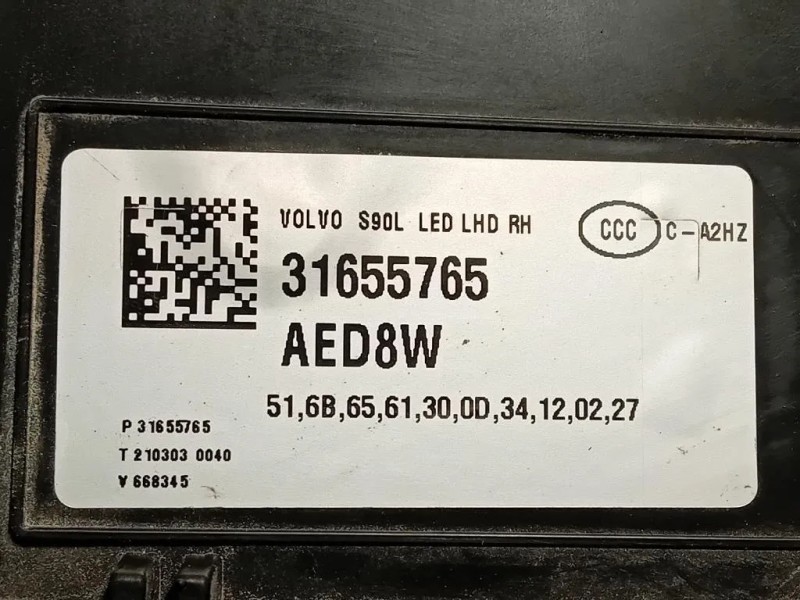 VOLVO S90L LED LHD RH
CCC C-A2HZ
31655765
AED8W
51,6B,65,61,30,0D,34,12,02,27
P 31655765
T 210303 0040
V 668345